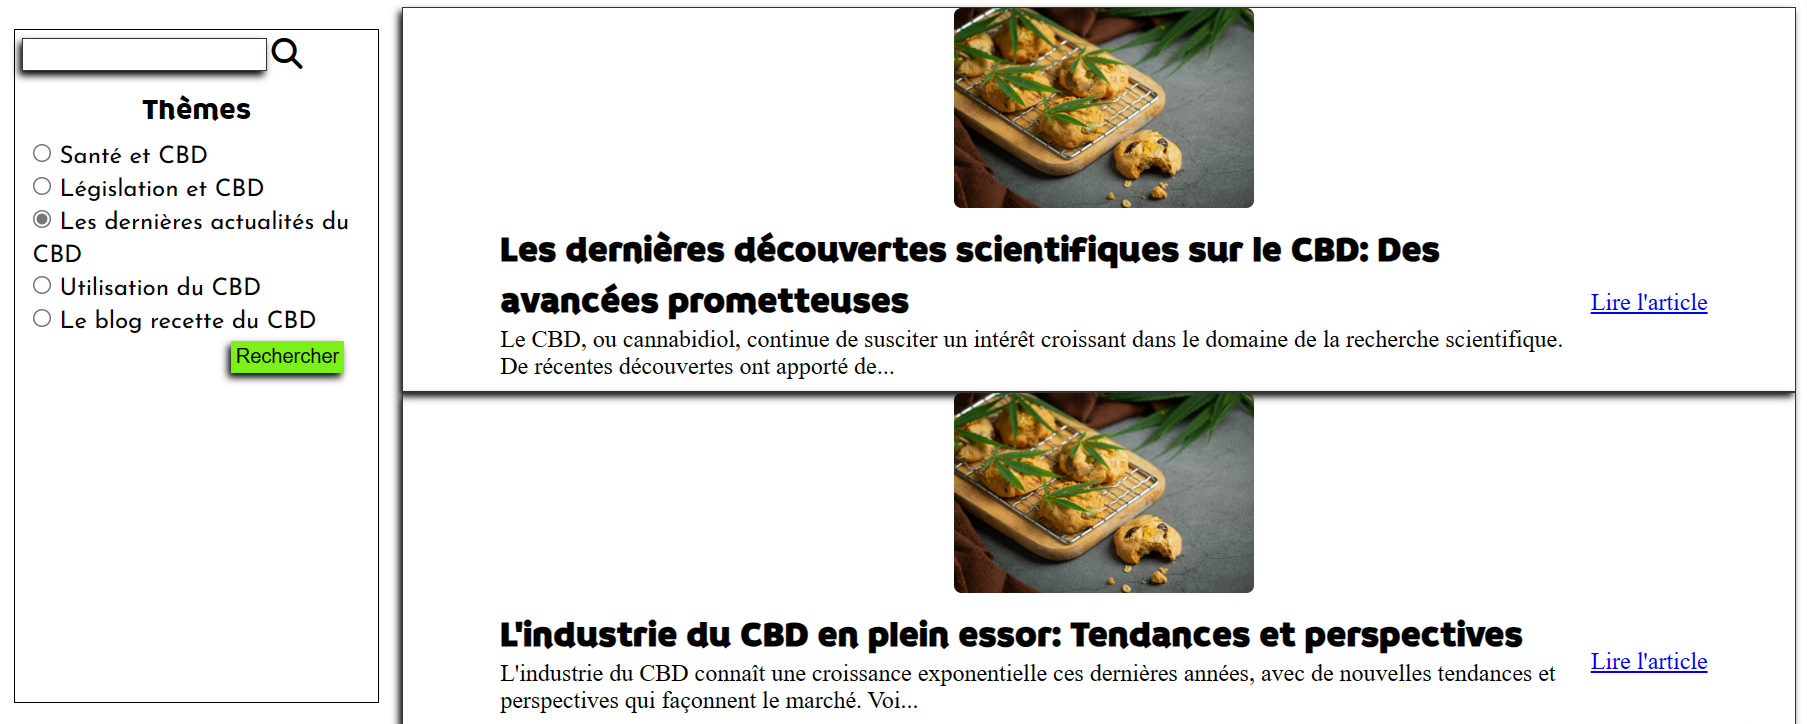 Thèmes
Santé et CBD
Législation et CBD
Les dernières actualités du
CBD
Utilisation du CBD
Le blog recette du CBD
Rechercher
Les dernières découvertes scientifiques sur le CBD: Des
avancées prometteuses
Lire l'article
Le CBD, ou cannabidiol, continue de susciter un intérêt croissant dans le domaine de la recherche scientifique.
De récentes découvertes ont apporté de...
L'industrie du CBD en plein essor: Tendances et perspectives
Lire l'article
L'industrie du CBD connaît une croissance exponentielle ces dernières années, avec de nouvelles tendances et
perspectives qui façonnent le marché. Voi...